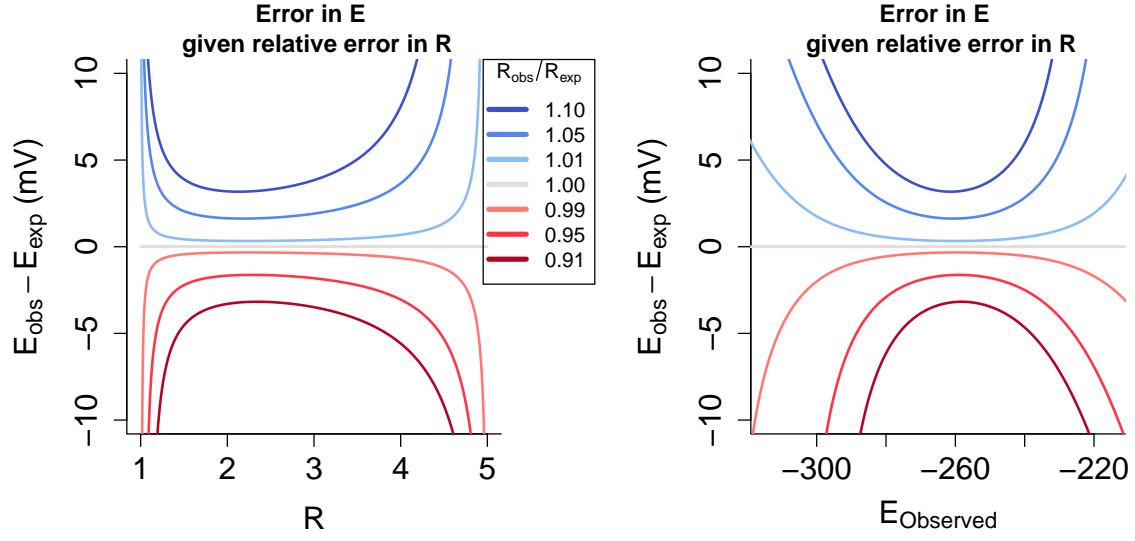 Error in E
given relative error in R
10
5
0
−5
−10
E_obs − E_exp (mV)
1 2 3 4 5
R
R_obs/R_exp
1.10
1.05
1.01
1.00
0.99
0.95
0.91
Error in E
given relative error in R
10
5
0
−5
−10
E_obs − E_exp (mV)
−300 −260 −220
E_Observed